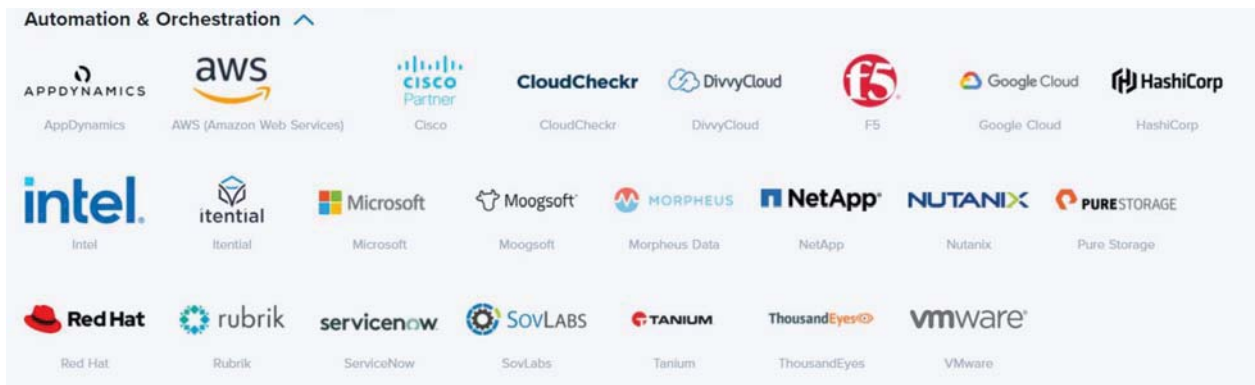 Automation & Orchestration
APPDYNAMICS aws CISCO Partner CloudCheckr DivvyCloud f5 Google Cloud HashiCorp
AppDynamics AWS (Amazon Web Services) Cisco CloudCheckr DivvyCloud F5 Google Cloud HashiCorp
intel. itential Microsoft Moogsoft MORPHEUS NetApp NUTANIX PURESTORAGE
Intel Itential Microsoft Moogsoft Morpheus Data NetApp Nutanix Pure Storage
Red Hat rubrik servicenow SOVLABS TANIUM ThousandEyes vmware
Red Hat Rubrik ServiceNow SovLabs Tanium ThousandEyes VMware